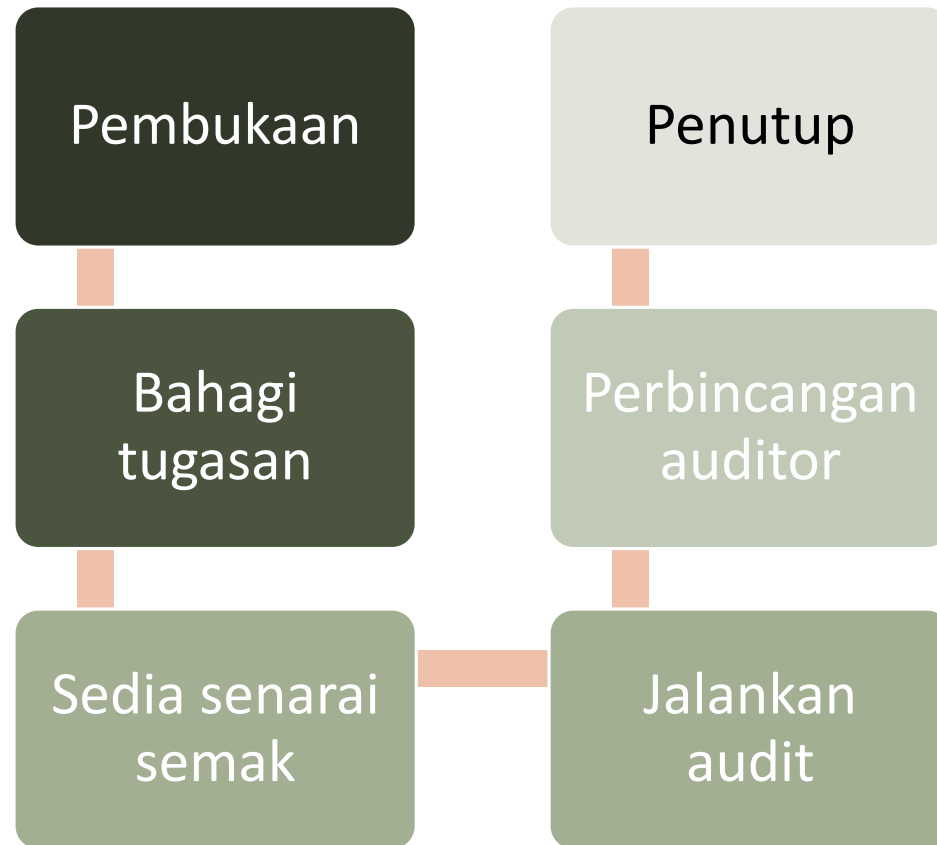 Pembukaan
Bahagi
tugasan
Sedia senarai
semak
Jalankan
audit
Perbincangan
auditor
Penutup